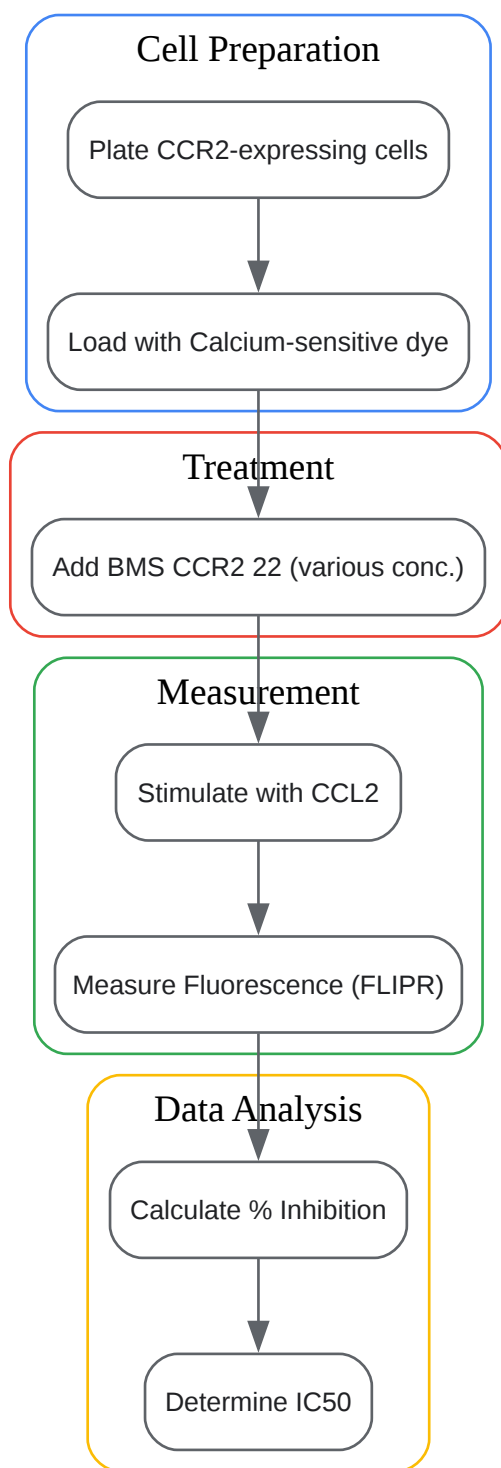 Cell Preparation
Plate CCR2-expressing cells
Load with Calcium-sensitive dye
Treatment
Add BMS CCR2 22 (various conc.)
Measurement
Stimulate with CCL2
Measure Fluorescence (FLIPR)
Data Analysis
Calculate % Inhibition
Determine IC50